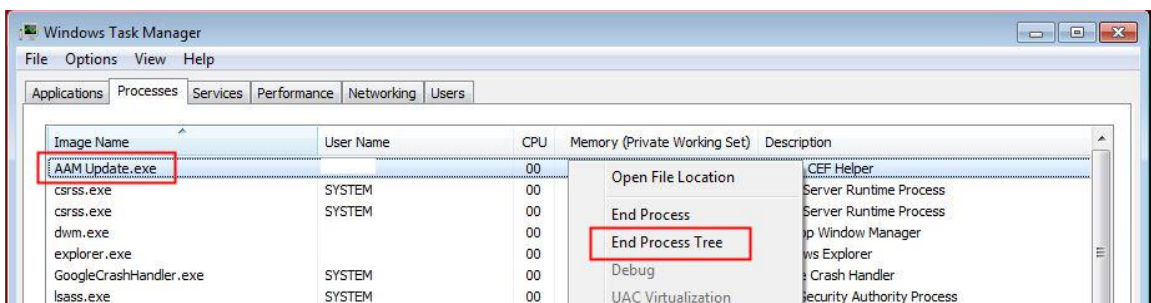 Windows Task Manager
File Options View Help
Applications Processes Services Performance Networking Users
Image Name User Name CPU Memory (Private Working Set) Description
AAM Update.exe 00 Open File Location CEF Helper
csrss.exe SYSTEM 00 Server Runtime Process
csrss.exe SYSTEM 00 End Process Server Runtime Process
dwm.exe 00 End Process Tree Window Manager
explorer.exe 00 Explorer
GoogleCrashHandler.exe SYSTEM 00 Debug Crash Handler
lsass.exe SYSTEM 00 UAC Virtualization Security Authority Process